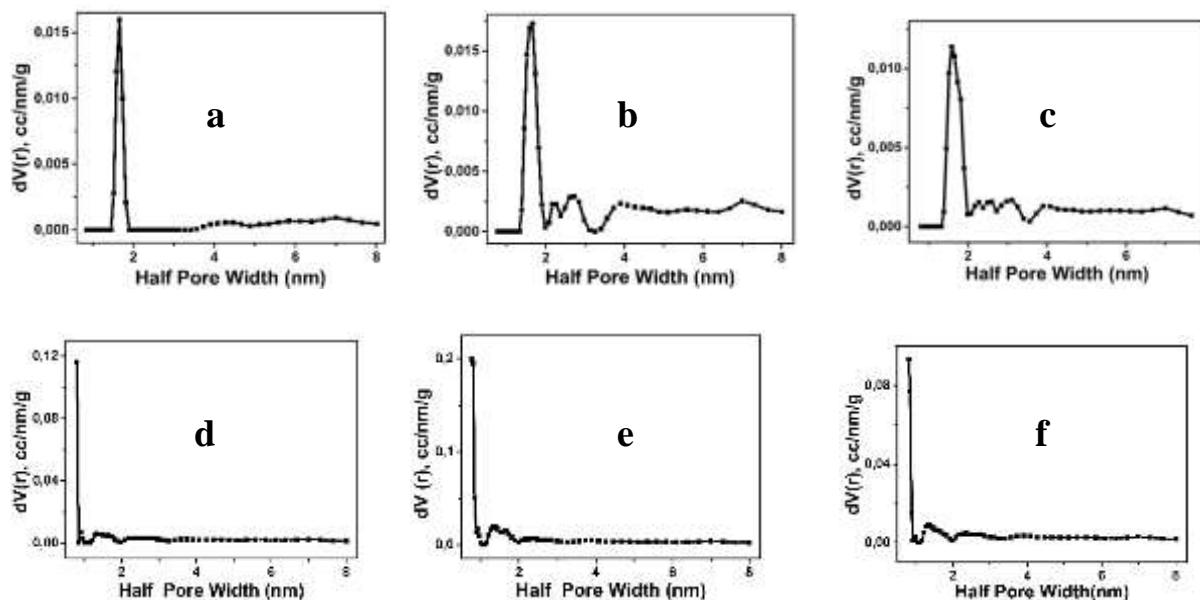 dV(r), cc/nm/g
0,015
0,010
0,005
0,000
a
2 4 6 8
Half Pore Width (nm)
dV(r), cc/nm/g
0,015
0,010
0,005
0,000
b
2 4 6 8
Half Pore Width (nm)
dV(r), cc/nm/g
0,010
0,005
0,000
c
2 4 6
Half Pore Width (nm)
dV(r), cc/nm/g
0,12
0,08
0,04
0,00
d
2 4 6 8
Half Pore Width (nm)
dV (r), cc/nm/g
0,2
0,1
0,0
e
2 4 6 8
Half Pore Width (nm)
dV(r), cc/nm/g
0,08
0,04
0,00
f
2 4 6 8
Half Pore Width(nm)